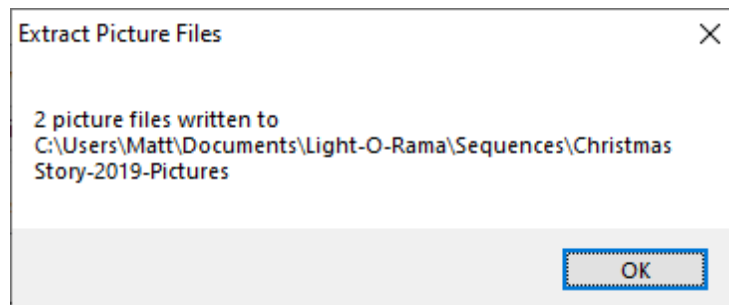 Extract Picture Files
2 picture files written to
C:\Users\Matt\Documents\Light-O-Rama\Sequences\Christmas
Story-2019-Pictures
OK